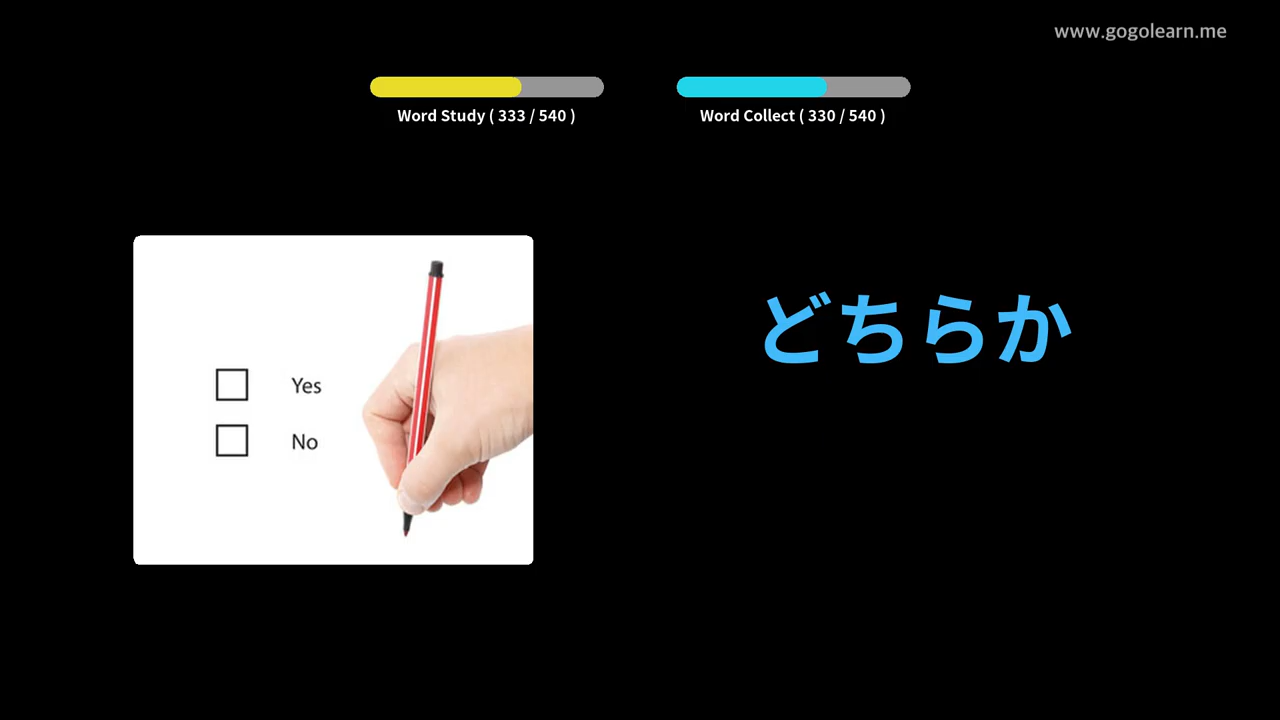 www.gogolearn.me
Word Study ( 333 / 540 )
Word Collect ( 330 / 540 )
Yes
No
どちらか